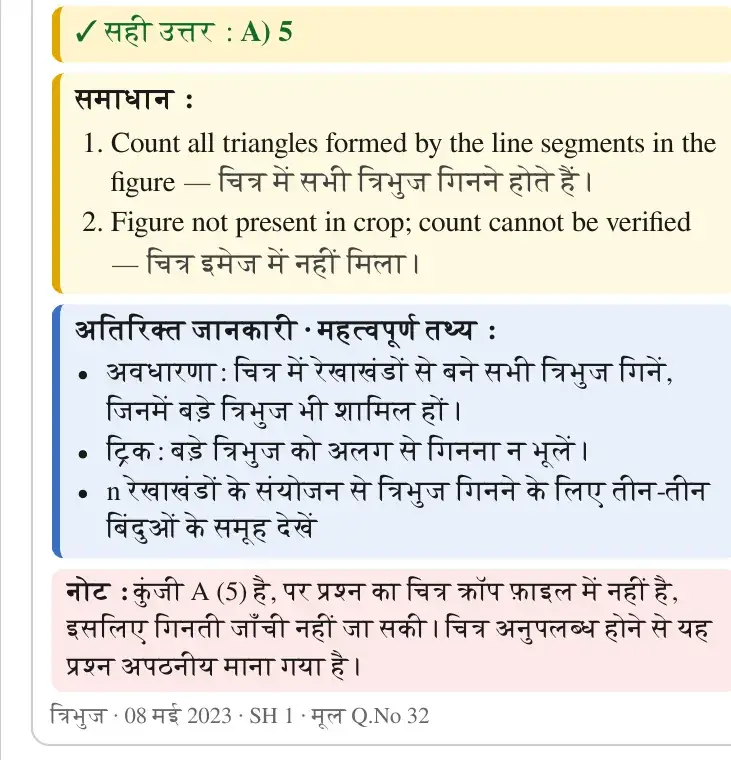 ✓ सही उत्तर : A) 5
समाधान :
1. Count all triangles formed by the line segments in the
figure — चित्र में सभी त्रिभुज गिनने होते हैं।
2. Figure not present in crop; count cannot be verified
— चित्र इमेज में नहीं मिला।
अतिरिक्त जानकारी · महत्वपूर्ण तथ्य :
• अवधारणा : चित्र में रेखाखंडों से बने सभी त्रिभुज गिनें,
जिनमें बड़े त्रिभुज भी शामिल हों।
• ट्रिक : बड़े त्रिभुज को अलग से गिनना न भूलें।
• n रेखाखंडों के संयोजन से त्रिभुज गिनने के लिए तीन-तीन
बिंदुओं के समूह देखें
नोट : कुंजी A (5) है, पर प्रश्न का चित्र क्रॉप फ़ाइल में नहीं है,
इसलिए गिनती जाँची नहीं जा सकी। चित्र अनुपलब्ध होने से यह
प्रश्न अपठनीय माना गया है।
त्रिभुज · 08 मई 2023 · SH 1 · मूल Q.No 32